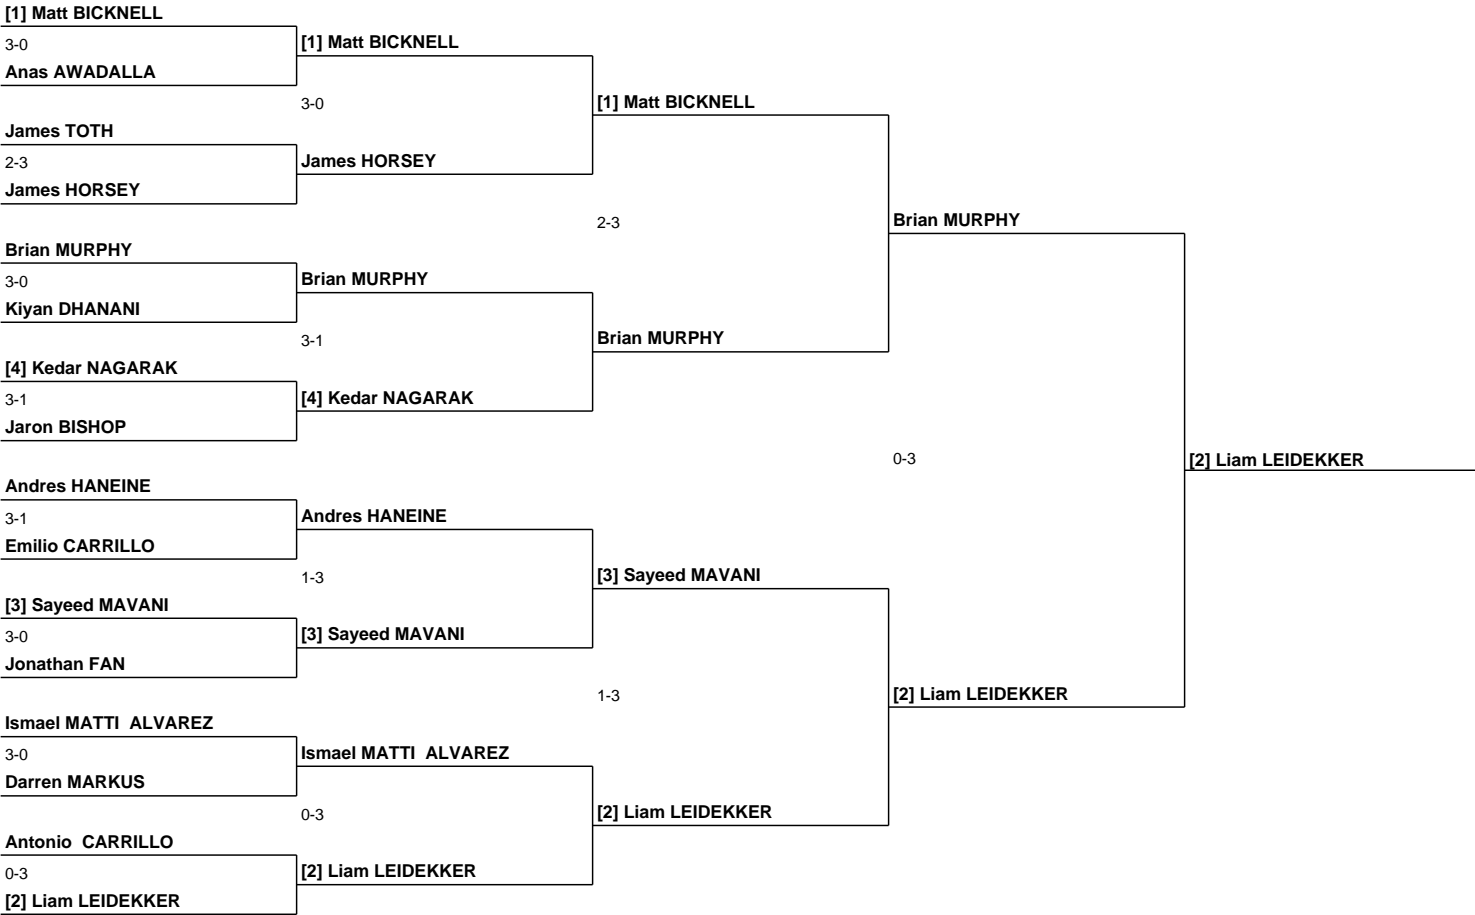 [1] Matt BICKNELL
3-0
Anas AWADALLA
James TOTH
2-3
James HORSEY
Brian MURPHY
3-0
Kiyan DHANANI
[4] Kedar NAGARAK
3-1
Jaron BISHOP
Andres HANEINE
3-1
Emilio CARRILLO
[3] Sayeed MAVANI
3-0
Jonathan FAN
Ismael MATTI  ALVAREZ
3-0
Darren MARKUS
Antonio  CARRILLO
0-3
[2] Liam LEIDEKKER
[1] Matt BICKNELL
3-0
James HORSEY
Brian MURPHY
3-1
[4] Kedar NAGARAK
Andres HANEINE
1-3
[3] Sayeed MAVANI
Ismael MATTI  ALVAREZ
0-3
[2] Liam LEIDEKKER
[1] Matt BICKNELL
2-3
Brian MURPHY
[3] Sayeed MAVANI
1-3
[2] Liam LEIDEKKER
Brian MURPHY
0-3
[2] Liam LEIDEKKER
[2] Liam LEIDEKKER